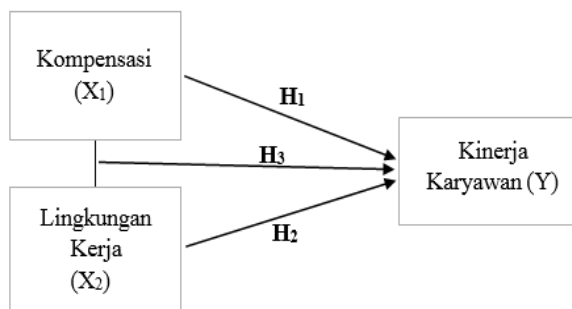 Kompensasi
(X₁)
H₁
H₃
Kinerja
Karyawan (Y)
Lingkungan
Kerja
(X₂)
H₂